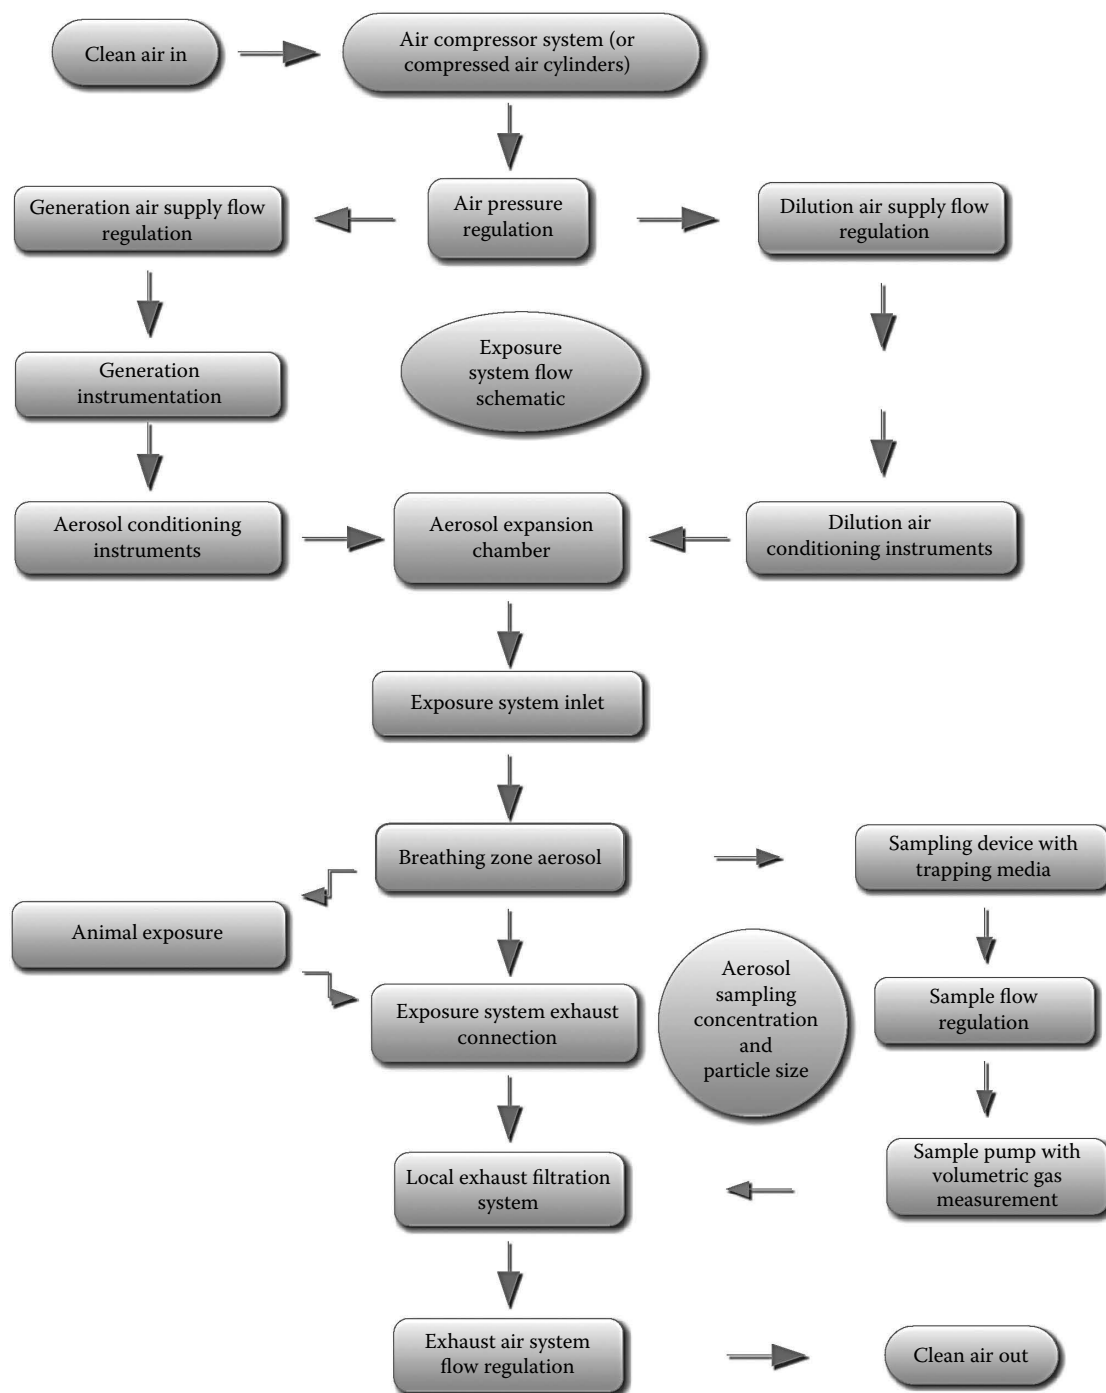 Clean air in
Air compressor system (or
compressed air cylinders)
Generation air supply flow
regulation
Air pressure
regulation
Dilution air supply flow
regulation
Generation
instrumentation
Exposure
system flow
schematic
Aerosol conditioning
instruments
Aerosol expansion
chamber
Dilution air
conditioning instruments
Exposure system inlet
Breathing zone aerosol
Sampling device with
trapping media
Animal exposure
Exposure system exhaust
connection
Aerosol
sampling
concentration
and
particle size
Sample flow
regulation
Local exhaust filtration
system
Sample pump with
volumetric gas
measurement
Exhaust air system
flow regulation
Clean air out